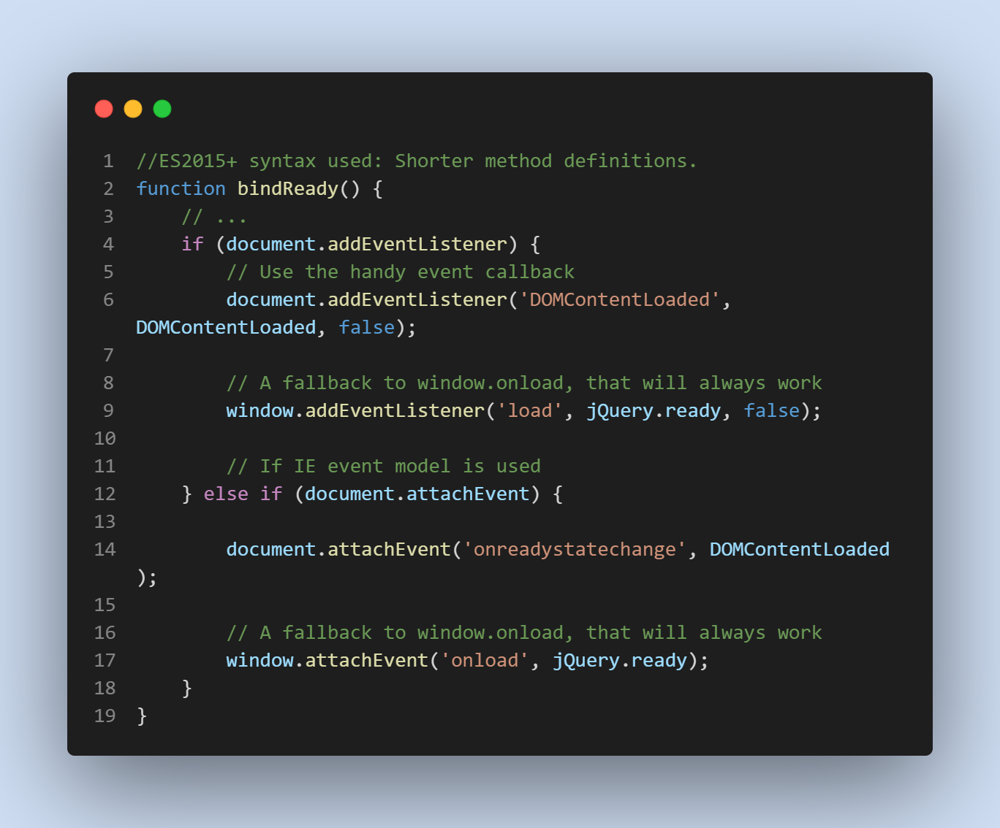 1 //ES2015+ syntax used: Shorter method definitions.
2 function bindReady() {
3     // ...
4     if (document.addEventListener) {
5         // Use the handy event callback
6         document.addEventListener('DOMContentLoaded',
DOMContentLoaded, false);
7
8         // A fallback to window.onload, that will always work
9         window.addEventListener('load', jQuery.ready, false);
10
11         // If IE event model is used
12     } else if (document.attachEvent) {
13
14         document.attachEvent('onreadystatechange', DOMContentLoaded
);
15
16         // A fallback to window.onload, that will always work
17         window.attachEvent('onload', jQuery.ready);
18     }
19 }